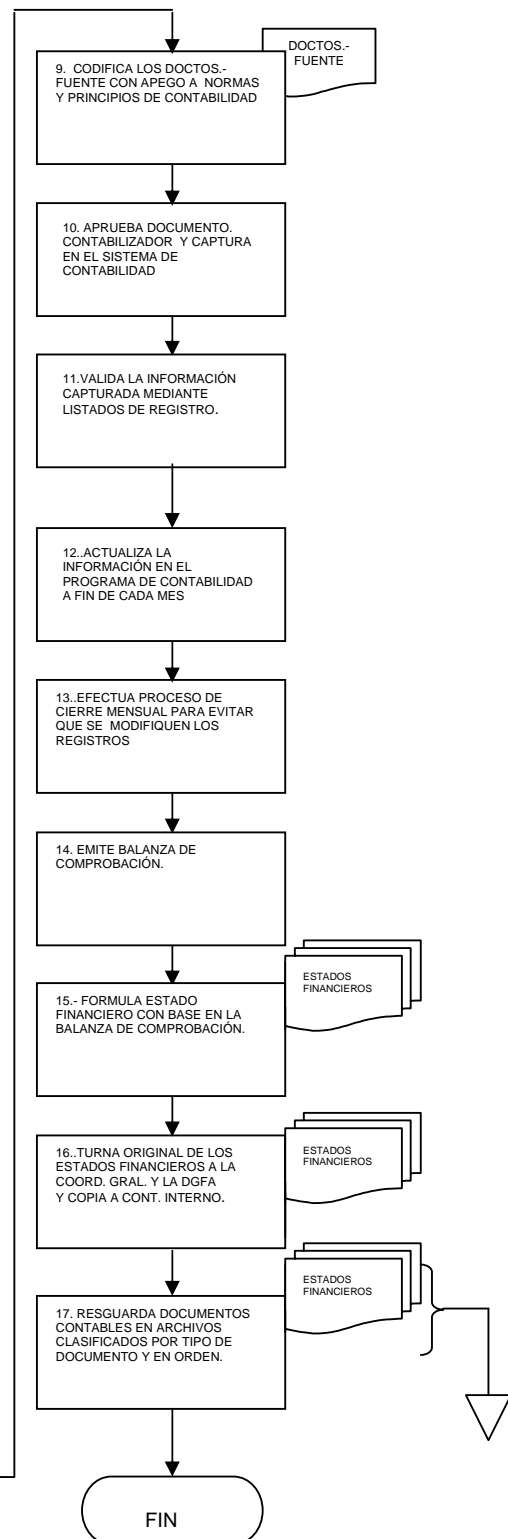 DOCTOS.-
FUENTE
9. CODIFICA LOS DOCTOS.-
FUENTE CON APEGO A NORMAS
Y PRINCIPIOS DE CONTABILIDAD
10. APRUEBA DOCUMENTO.
CONTABILIZADOR Y CAPTURA
EN EL SISTEMA DE
CONTABILIDAD
11.VALIDA LA INFORMACIÓN
CAPTURADA MEDIANTE
LISTADOS DE REGISTRO.
12..ACTUALIZA LA
INFORMACIÓN EN EL
PROGRAMA DE CONTABILIDAD
A FIN DE CADA MES
13..EFECTUA PROCESO DE
CIERRE MENSUAL PARA EVITAR
QUE SE MODIFIQUEN LOS
REGISTROS
14. EMITE BALANZA DE
COMPROBACIÓN.
ESTADOS
FINANCIEROS
15.- FORMULA ESTADO
FINANCIERO CON BASE EN LA
BALANZA DE COMPROBACIÓN.
ESTADOS
FINANCIEROS
16..TURNA ORIGINAL DE LOS
ESTADOS FINANCIEROS A LA
COORD. GRAL. Y LA DGFA
Y COPIA A CONT. INTERNO.
ESTADOS
FINANCIEROS
17. RESGUARDA DOCUMENTOS
CONTABLES EN ARCHIVOS
CLASIFICADOS POR TIPO DE
DOCUMENTO Y EN ORDEN.
FIN